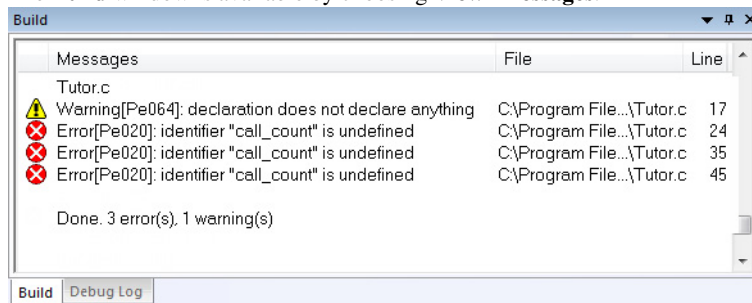 Build
Messages File Line
Tutor.c
Warning[Pe064]: declaration does not declare anything C:\Program File...\Tutor.c 17
Error[Pe020]: identifier "call_count" is undefined C:\Program File...\Tutor.c 24
Error[Pe020]: identifier "call_count" is undefined C:\Program File...\Tutor.c 35
Error[Pe020]: identifier "call_count" is undefined C:\Program File...\Tutor.c 45
Done. 3 error(s), 1 warning(s)
Build Debug Log